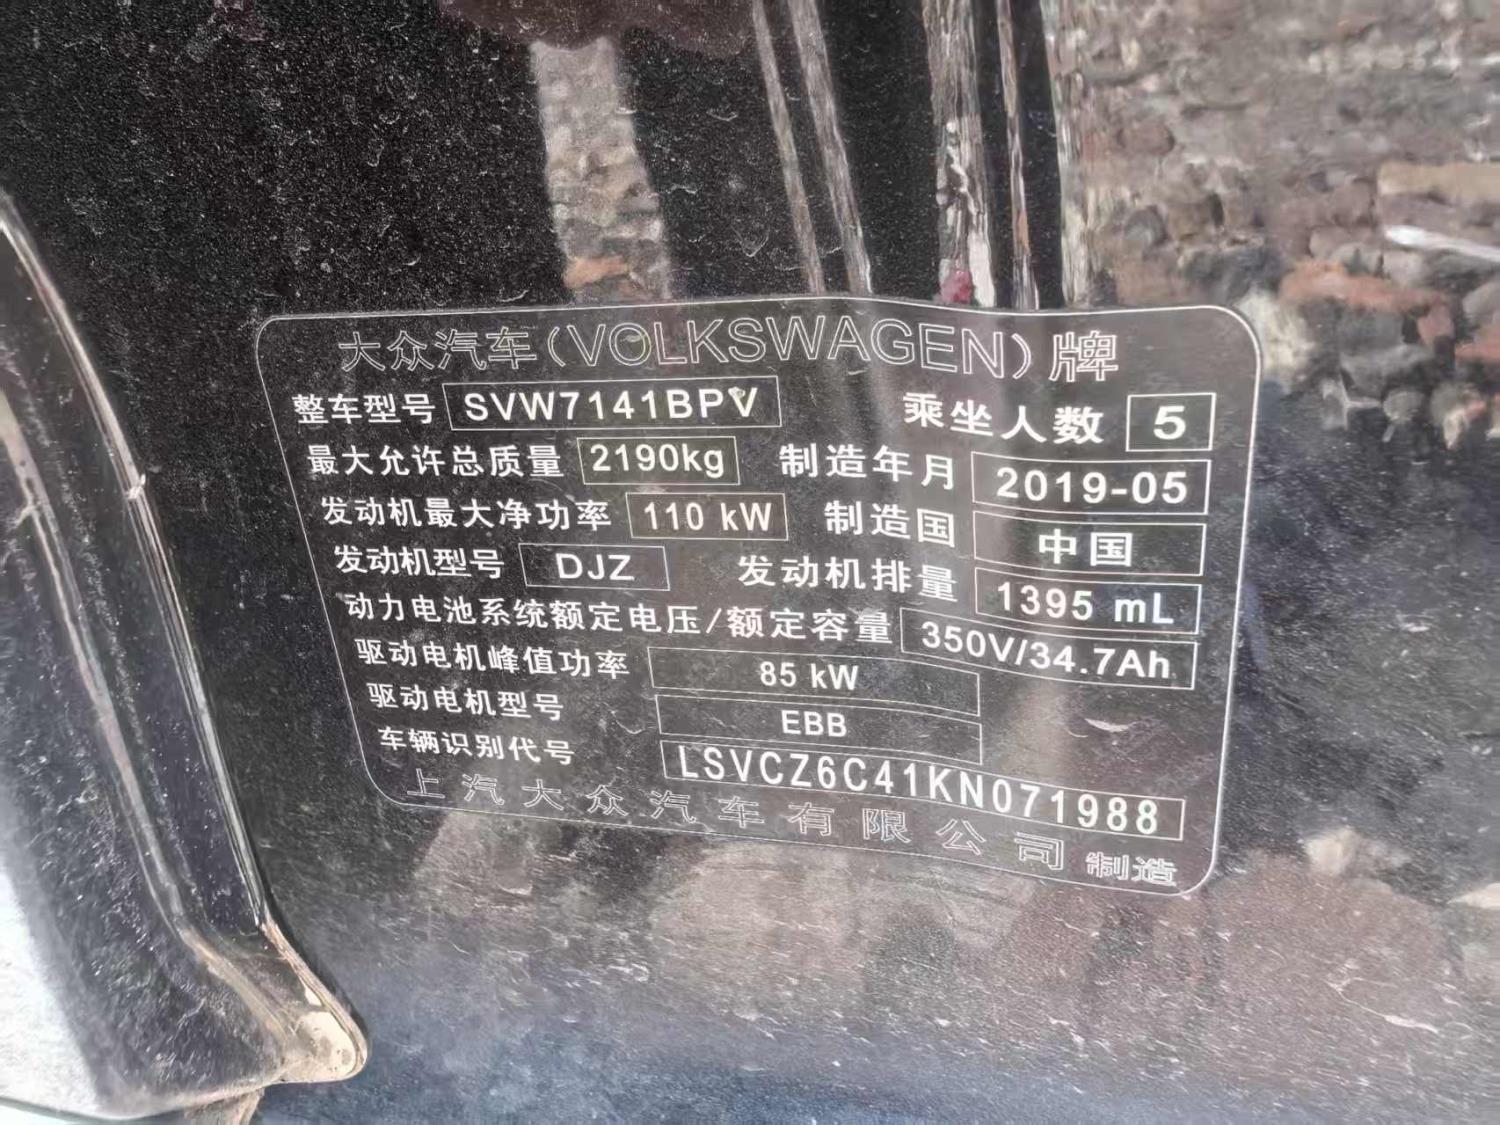 大众汽车(VOLKSWAGEN)牌
整车型号 SVW7141BPV 乘坐人数 5
最大允许总质量 2190kg 制造年月 2019-05
发动机最大净功率 110 kW 制造国 中国
发动机型号 DJZ 发动机排量 1395 mL
动力电池系统额定电压/额定容量 350V/34.7Ah
驱动电机峰值功率 85 kW
驱动电机型号 EBB
车辆识别代号 LSVCZ6C41KN071988
上汽大众汽车有限公司 制造